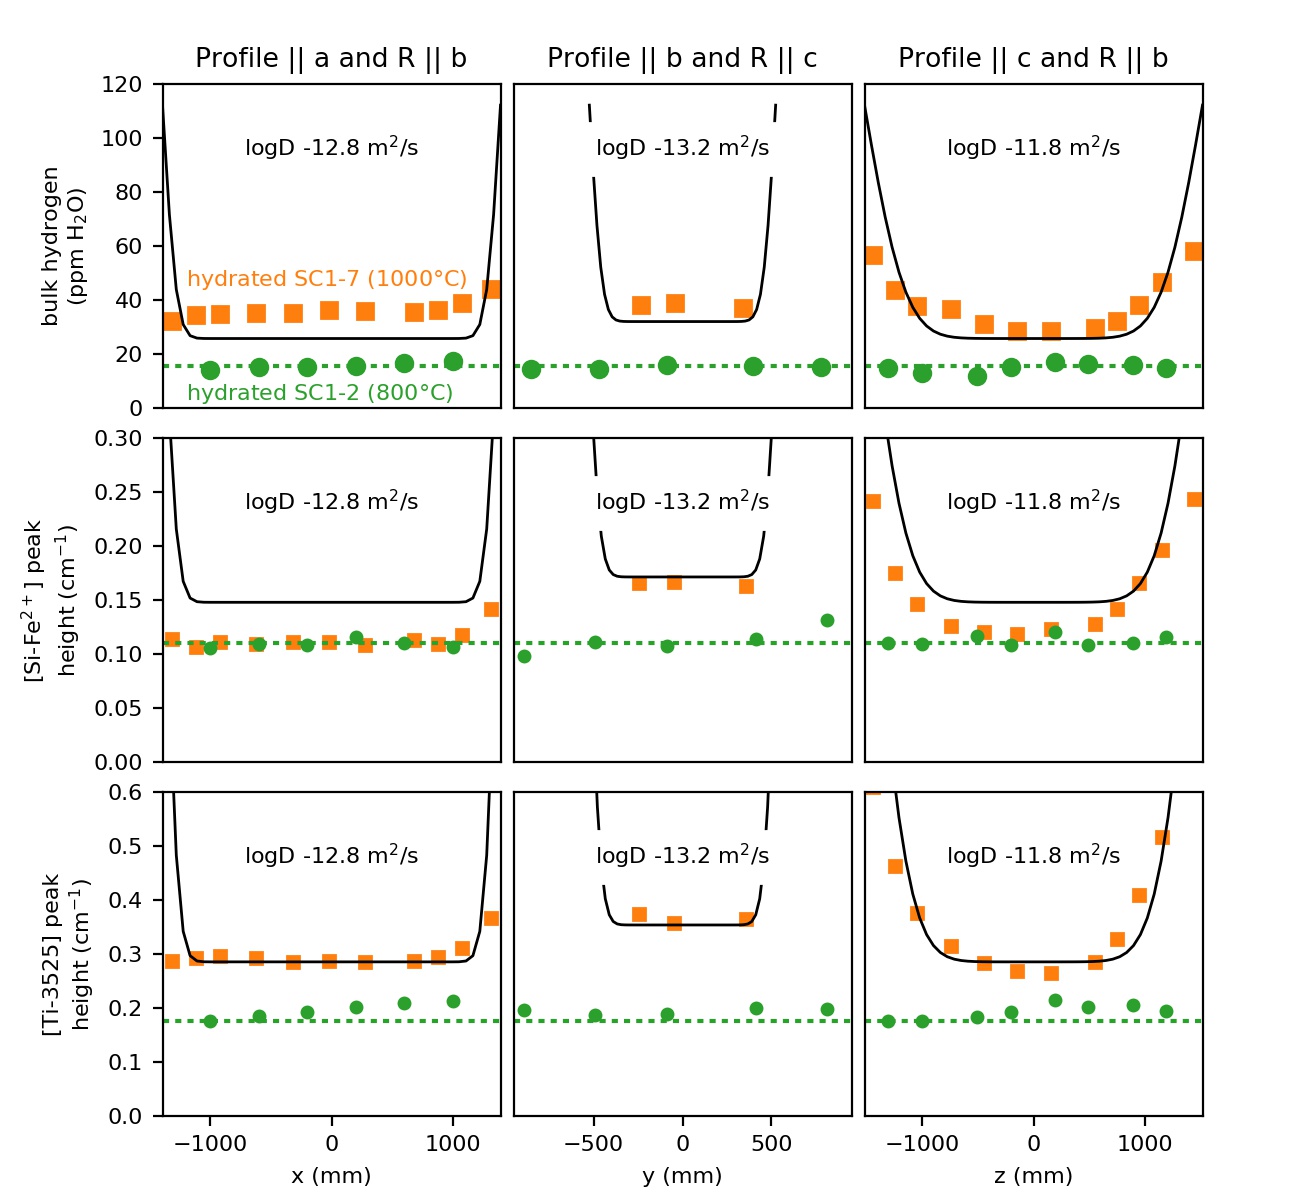 Profile || a and R || b
Profile || b and R || c
Profile || c and R || b
bulk hydrogen
(ppm H₂O)
120
100
80
60
40
20
0
logD -12.8 m²/s
hydrated SC1-7 (1000°C)
hydrated SC1-2 (800°C)
logD -13.2 m²/s
logD -11.8 m²/s
[Si-Fe²⁺] peak
height (cm⁻¹)
0.30
0.25
0.20
0.15
0.10
0.05
0.00
logD -12.8 m²/s
logD -13.2 m²/s
logD -11.8 m²/s
[Ti-3525] peak
height (cm⁻¹)
0.6
0.5
0.4
0.3
0.2
0.1
0.0
logD -12.8 m²/s
logD -13.2 m²/s
logD -11.8 m²/s
−1000 0 1000
−500 0 500
−1000 0 1000
x (mm)
y (mm)
z (mm)